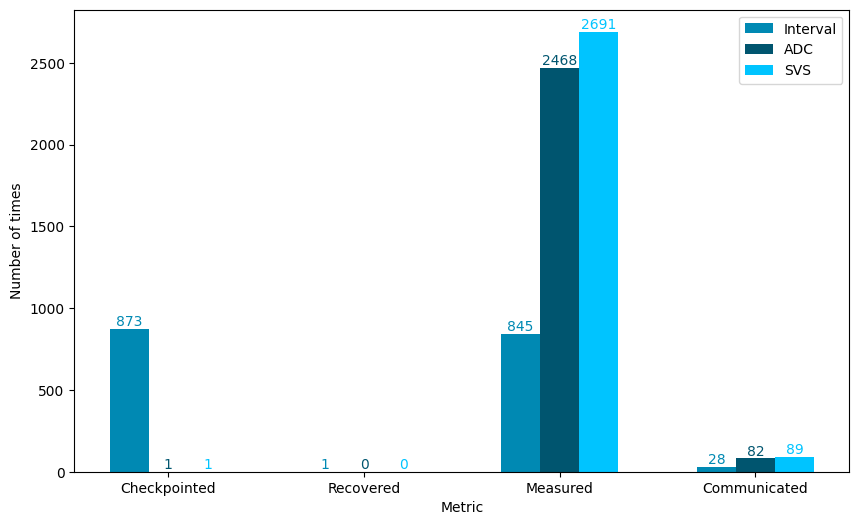 Interval
ADC
SVS
Number of times
2500
2000
1500
1000
500
0
873
1
1
1
0
0
845
2468
2691
28
82
89
Checkpointed
Recovered
Measured
Communicated
Metric